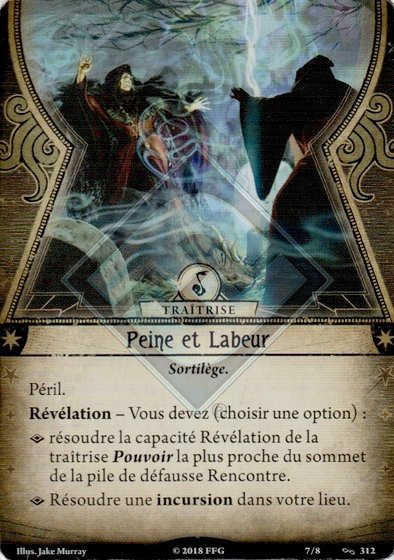 TRAÎTRISE
Peine et Labeur
Sortilège.
Péril.
Révélation – Vous devez (choisir une option) :
résoudre la capacité Révélation de la
traîtrise Pouvoir la plus proche du sommet
de la pile de défausse Rencontre.
Résoudre une incursion dans votre lieu.
Illus. Jake Murray © 2018 FFG 7/8 312